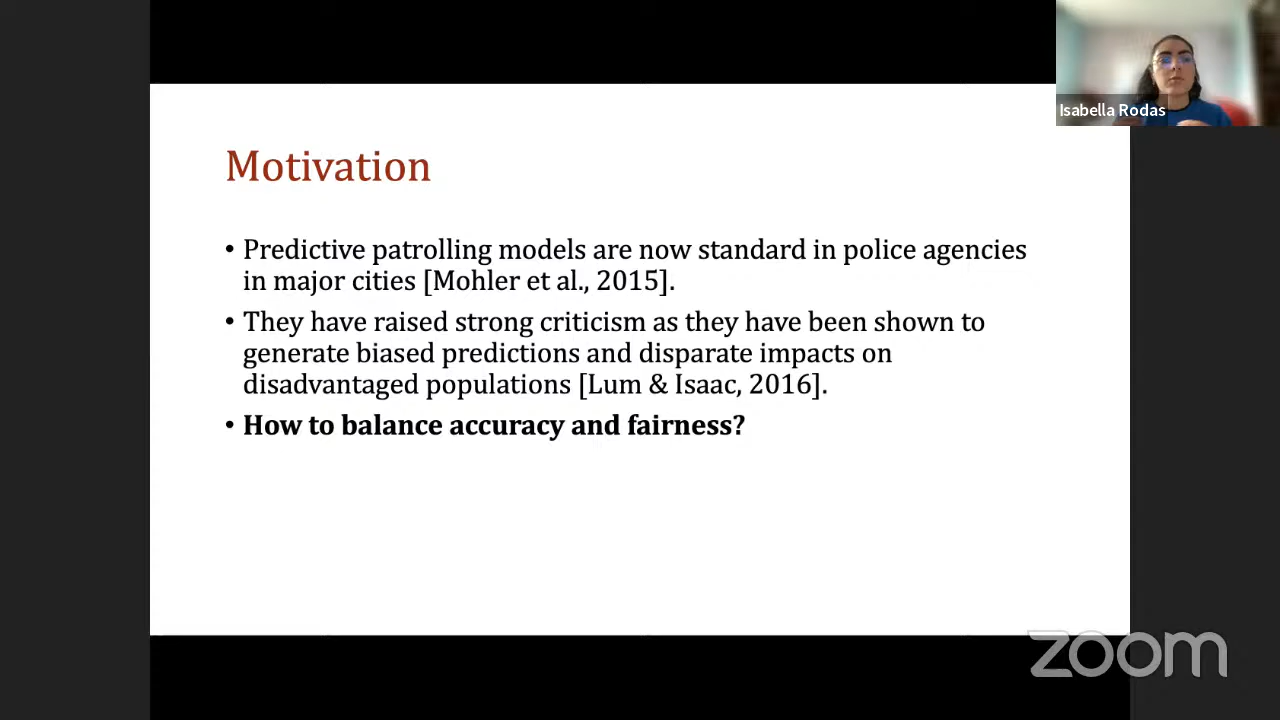 Isabella Rodas
Motivation
• Predictive patrolling models are now standard in police agencies
in major cities [Mohler et al., 2015].
• They have raised strong criticism as they have been shown to
generate biased predictions and disparate impacts on
disadvantaged populations [Lum & Isaac, 2016].
• How to balance accuracy and fairness?
zoom